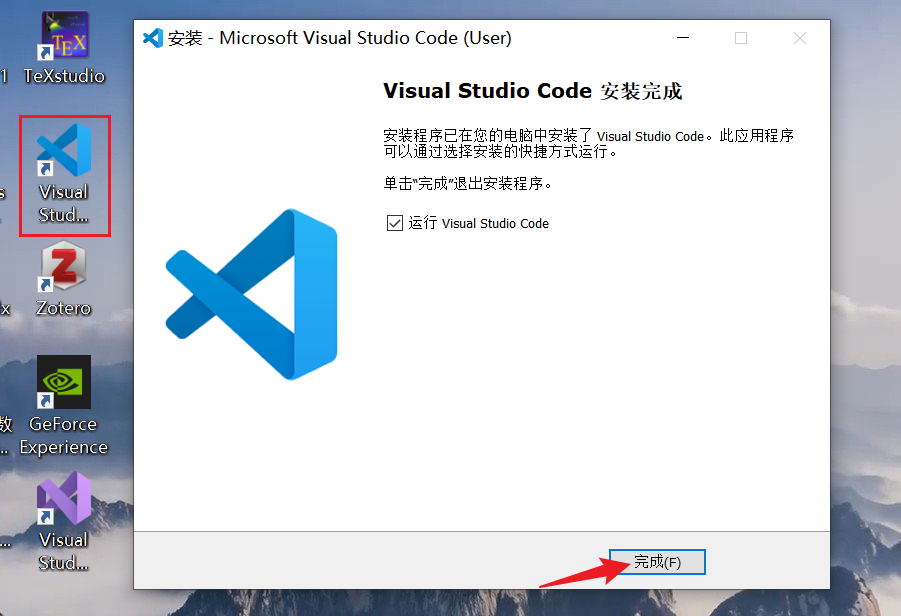 1
TeXstudio
Visual
Stud...
Zotero
x
GeForce
Experience
数
...
Visual
Stud...
...
安装 - Microsoft Visual Studio Code (User)
Visual Studio Code 安装完成
安装程序已在您的电脑中安装了 Visual Studio Code。此应用程序
可以通过选择安装的快捷方式运行。
单击“完成”退出安装程序。
运行 Visual Studio Code
完成(F)